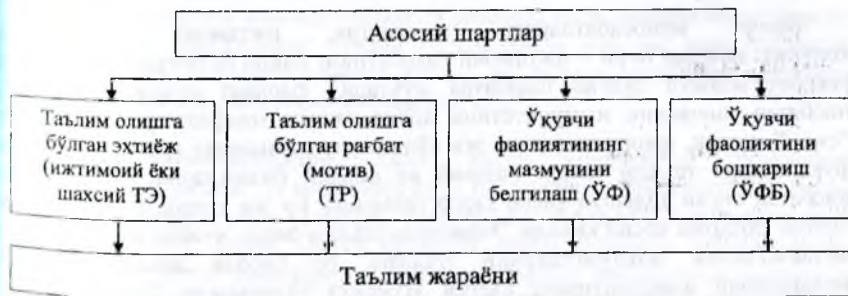 Асосий шартлар
Таълим олишга
бўлган эҳтиёж
(ижтимоий ёки
шахсий ТЭ)
Таълим олишга
бўлган рағбат
(мотив)
(ТР)
Ўқувчи
фаолиятининг
мазмунини
белгилаш (ЎФ)
Ўқувчи
фаолиятини
бошқариш
(ЎФБ)
Таълим жараёни